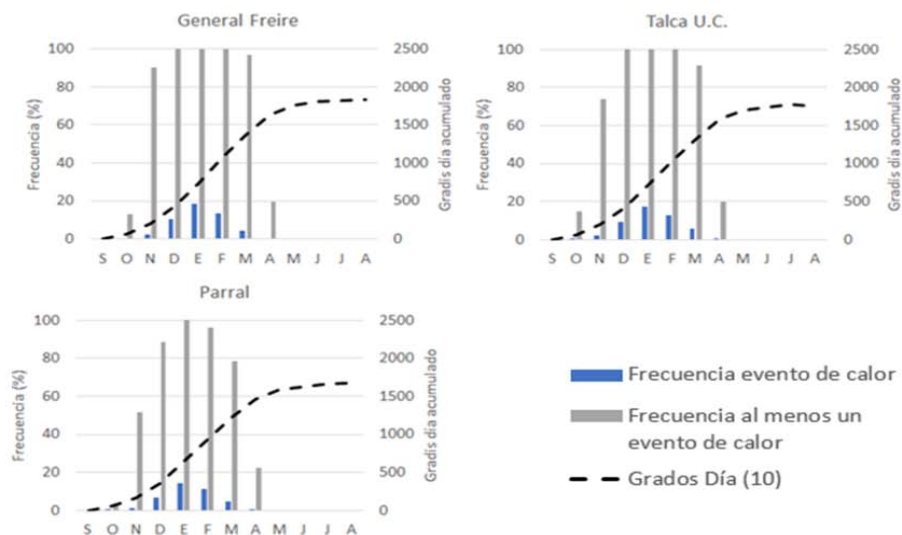 General Freire
Frecuencia (%)
100
80
60
40
20
0
2500
2000
1500
1000
500
0
Gradis día acumulado
S O N D E F M A M J J A
Talca U.C.
Frecuencia (%)
100
80
60
40
20
0
2500
2000
1500
1000
500
0
Gradis día acumulado
S O N D E F M A M J J A
Parral
Frecuencia (%)
100
80
60
40
20
0
2500
2000
1500
1000
500
0
Gradis día acumulado
S O N D E F M A M J J A
Frecuencia evento de calor
Frecuencia al menos un
evento de calor
Grados Día (10)